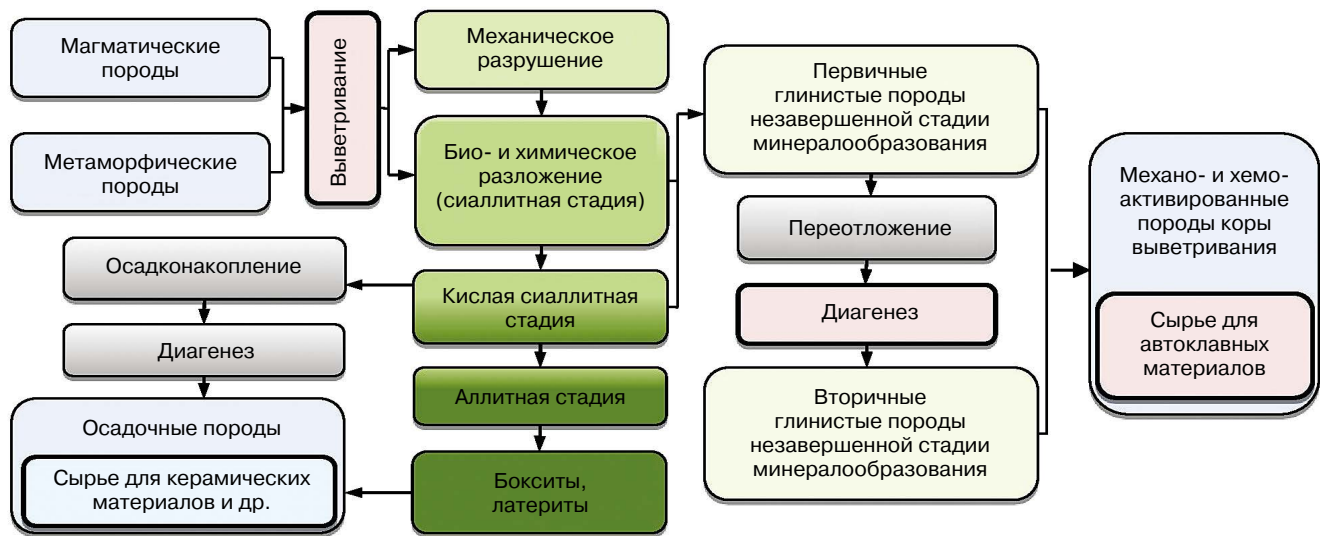 Магматические
породы
Метаморфические
породы
Выветривание
Механическое
разрушение
Био- и химическое
разложение
(сиаллитная стадия)
Кислая сиаллитная
стадия
Аллитная стадия
Бокситы,
латериты
Осадконакопление
Диагенез
Осадочные породы
Сырье для керамических
материалов и др.
Первичные
глинистые породы
незавершенной стадии
минералообразования
Переотложение
Диагенез
Вторичные
глинистые породы
незавершенной стадии
минералообразования
Механо- и хемо-
активированные
породы коры
выветривания
Сырье для
автоклавных
материалов